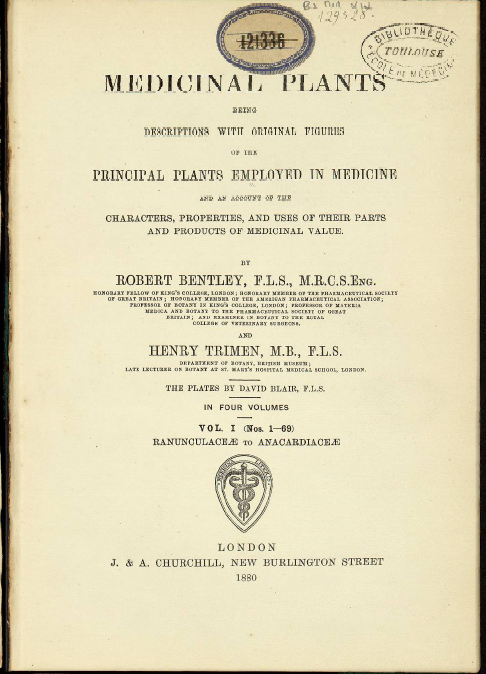 121336
BIBLIOTHÈQUE
TOULOUSE
ÉCOLE DE MÉDECINE
MEDICINAL PLANTS
BEING
DESCRIPTIONS WITH ORIGINAL FIGURES
OF THE
PRINCIPAL PLANTS EMPLOYED IN MEDICINE
AND AN ACCOUNT OF THE
CHARACTERS, PROPERTIES, AND USES OF THEIR PARTS
AND PRODUCTS OF MEDICINAL VALUE.
BY
ROBERT BENTLEY, F.L.S., M.R.C.S.ENG.
HONORARY FELLOW OF KING'S COLLEGE, LONDON; HONORARY MEMBER OF THE PHARMACEUTICAL SOCIETY
OF GREAT BRITAIN; HONORARY MEMBER OF THE AMERICAN PHARMACEUTICAL ASSOCIATION;
PROFESSOR OF BOTANY IN KING'S COLLEGE, LONDON; PROFESSOR OF MATERIA
MEDICA AND BOTANY TO THE PHARMACEUTICAL SOCIETY OF GREAT
BRITAIN; AND EXAMINER IN BOTANY TO THE ROYAL
COLLEGE OF VETERINARY SURGEONS.
AND
HENRY TRIMEN, M.B., F.L.S.
DEPARTMENT OF BOTANY, BRITISH MUSEUM;
LATE LECTURER ON BOTANY AT ST. MARY'S HOSPITAL MEDICAL SCHOOL, LONDON.
THE PLATES BY DAVID BLAIR, F.L.S.
IN FOUR VOLUMES
VOL. I (Nos. 1—69)
RANUNCULACEÆ TO ANACARDIACEÆ
LONDON
J. & A. CHURCHILL, NEW BURLINGTON STREET
1880